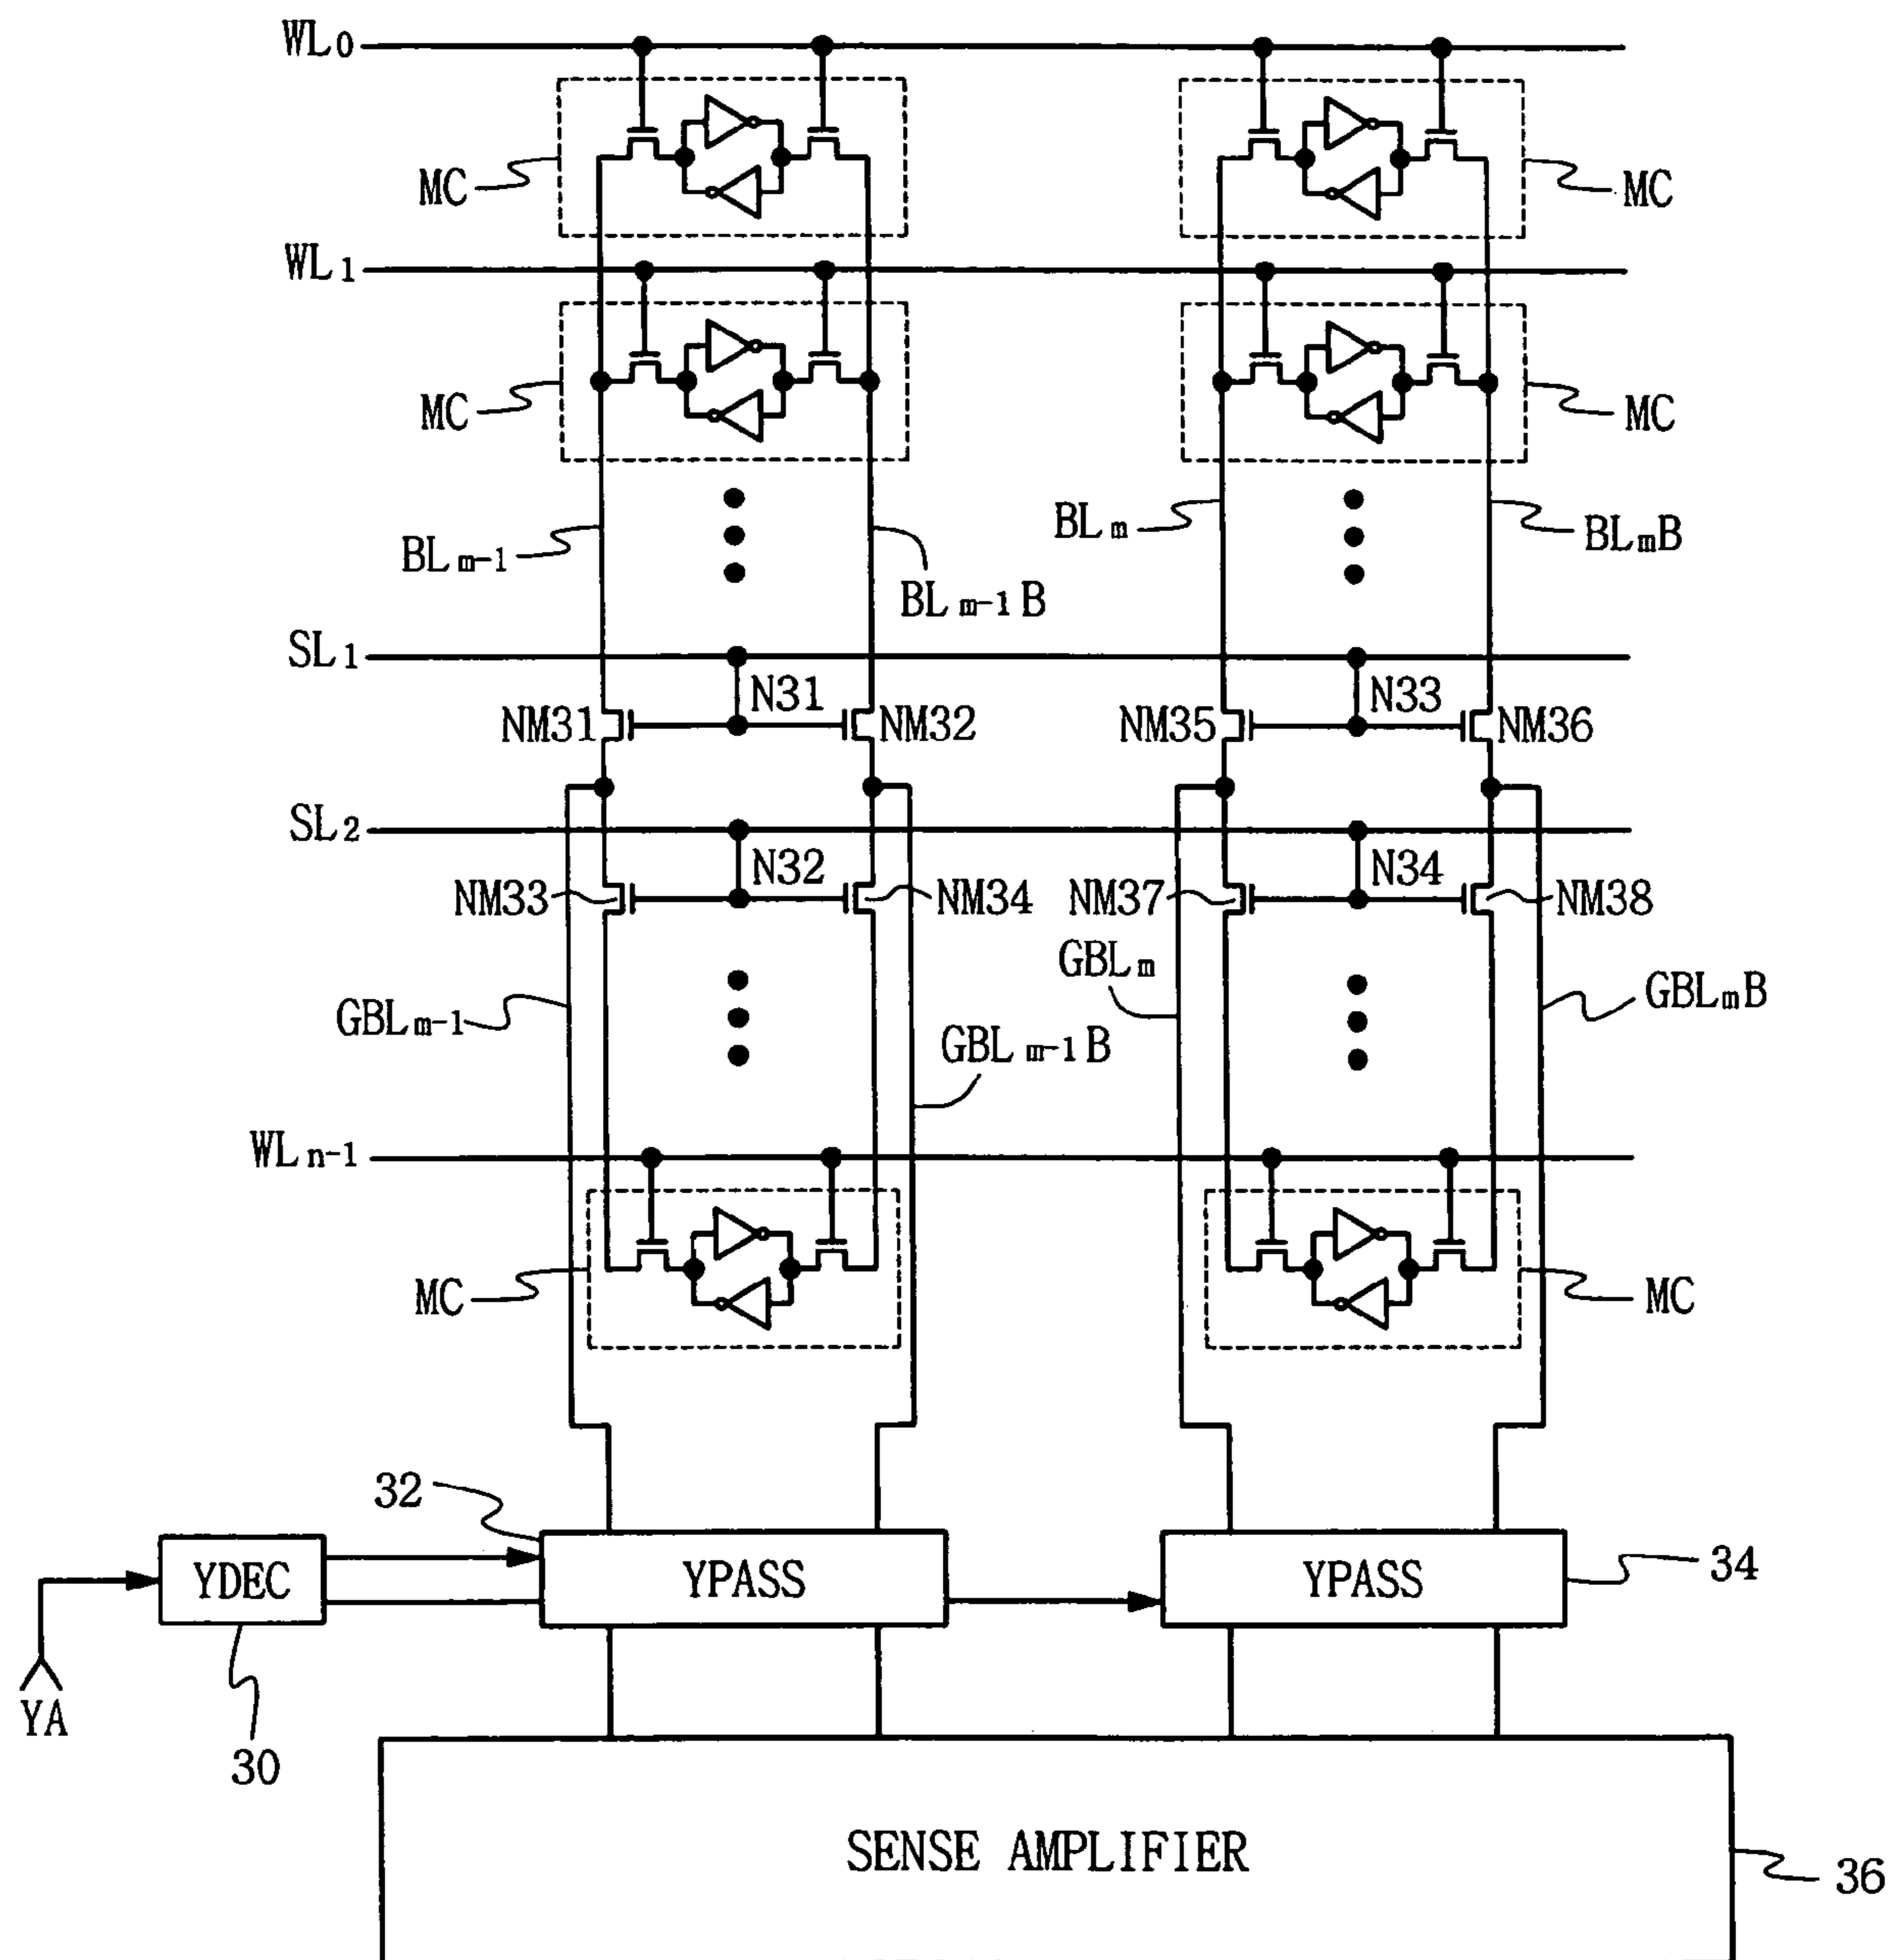 WL0
MC
MC
WL1
MC
MC
BLm-1
BLm-1B
BLm
BLmB
SL1
N31
N33
NM31
NM32
NM35
NM36
SL2
N32
N34
NM33
NM34
NM37
NM38
GBLm-1
GBLm-1B
GBLm
GBLmB
WLn-1
MC
MC
32
YDEC
YPASS
YPASS
34
YA
30
SENSE AMPLIFIER
36